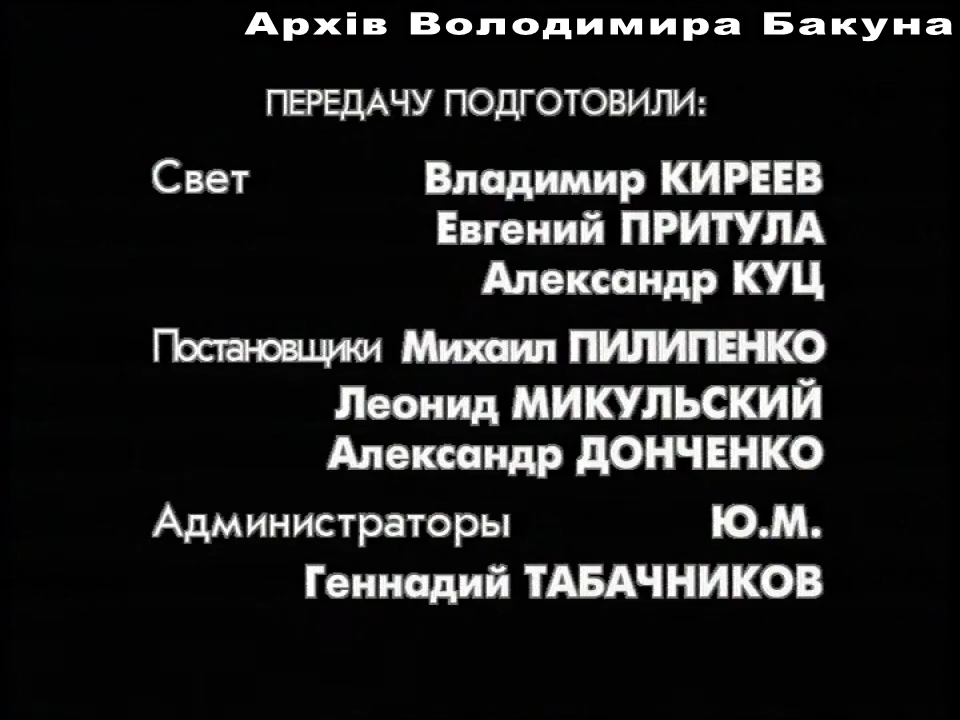 Архів Володимира Бакуна
ПЕРЕДАЧУ ПОДГОТОВИЛИ:
Свет Владимир КИРЕЕВ
Евгений ПРИТУЛА
Александр КУЦ
Постановщики Михаил ПИЛИПЕНКО
Леонид МИКУЛЬСКИЙ
Александр ДОНЧЕНКО
Администраторы Ю.М.
Геннадий ТАБАЧНИКОВ